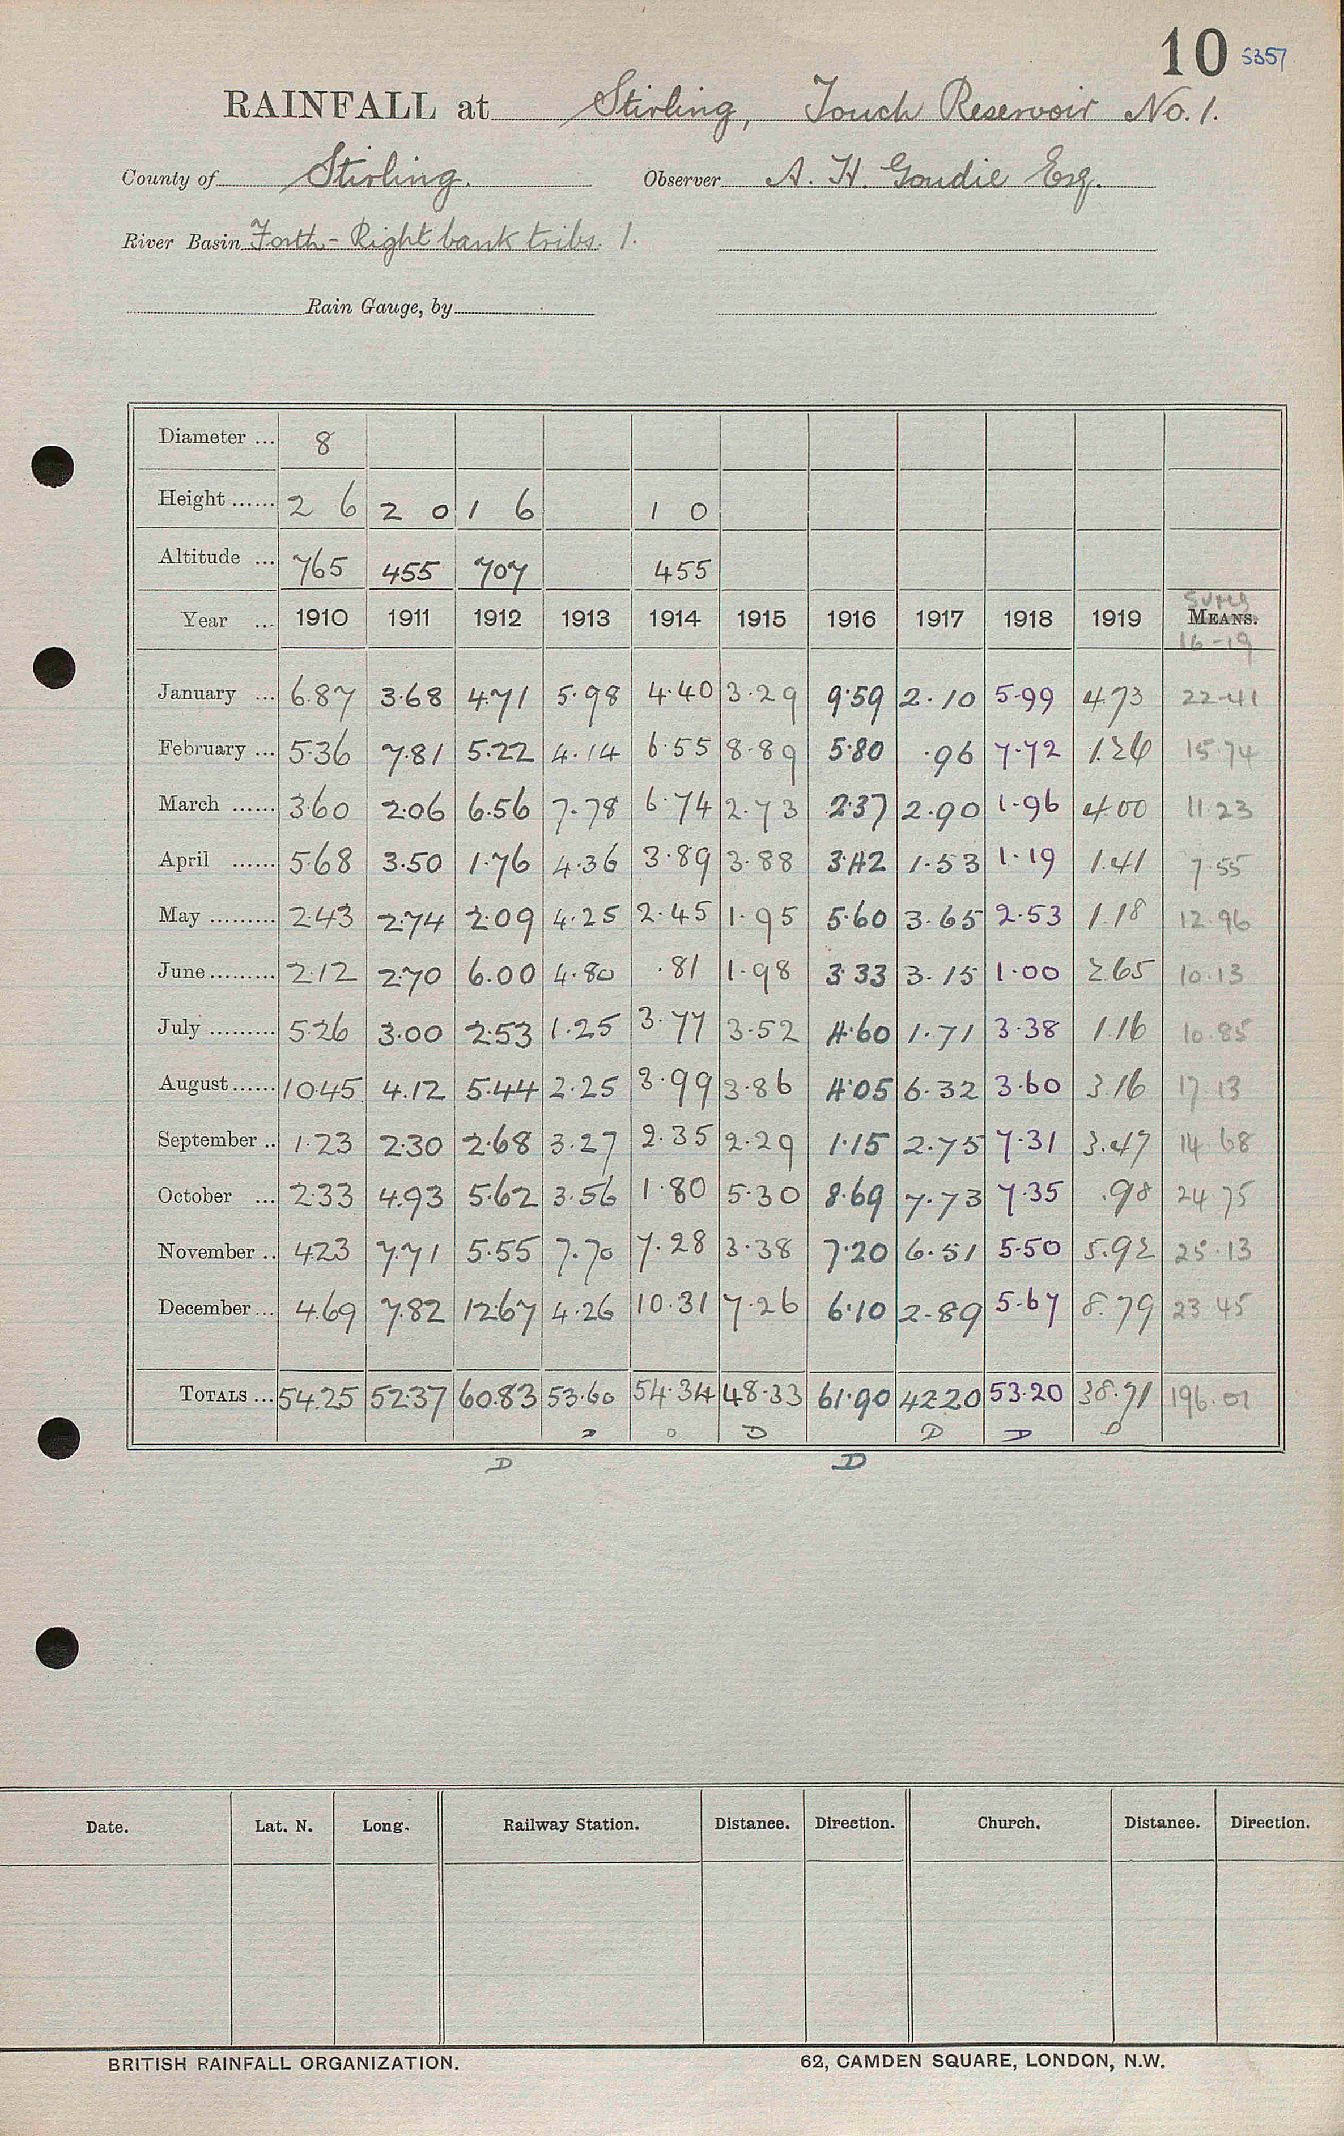 10 5357
RAINFALL at Stirling, Touch Reservoir No. 1.
County of Stirling. Observer A. H. Goudie Esq.
River Basin Forth - Right bank tribs. 1.
Rain Gauge, by
Diameter ... 8
Height ...... 2 6 2 0 1 6 1 0
Altitude ... 765 455 707 455
Year ... 1910 1911 1912 1913 1914 1915 1916 1917 1918 1919 Sums MEANS. 16-19
January ... 6.87 3.68 4.71 5.98 4.40 3.29 9.59 2.10 5.99 4.73 22.41
February ... 5.36 7.81 5.22 4.14 6.55 8.89 5.80 .96 7.72 1.26 15.74
March ...... 3.60 2.06 6.56 7.78 6.74 2.73 2.37 2.90 1.96 4.00 11.23
April ...... 5.68 3.50 1.76 4.36 3.89 3.88 3.42 1.53 1.19 1.41 7.55
May ......... 2.43 2.74 2.09 4.25 2.45 1.95 5.60 3.65 2.53 1.18 12.96
June ......... 2.12 2.70 6.00 4.80 .81 1.98 3.33 3.15 1.00 2.65 10.13
July ......... 5.26 3.00 2.53 1.25 3.77 3.52 4.60 1.71 3.38 1.16 10.85
August ...... 10.45 4.12 5.44 2.25 3.99 3.86 4.05 6.32 3.60 3.16 17.13
September .. 1.23 2.30 2.68 3.27 2.35 2.29 1.15 2.75 7.31 3.47 14.68
October ... 2.33 4.93 5.62 3.56 1.80 5.30 8.69 7.73 7.35 .98 24.75
November .. 4.23 7.71 5.55 7.70 7.28 3.38 7.20 6.51 5.50 5.92 25.13
December ... 4.69 7.82 12.67 4.26 10.31 7.26 6.10 2.89 5.67 8.79 23.45
TOTALS ... 54.25 52.37 60.83 53.60 54.34 48.33 61.90 42.20 53.20 38.71 196.01
D D D D D D
D D
Date. Lat. N. Long. Railway Station. Distance. Direction. Church. Distance. Direction.
BRITISH RAINFALL ORGANIZATION. 62, CAMDEN SQUARE, LONDON, N.W.